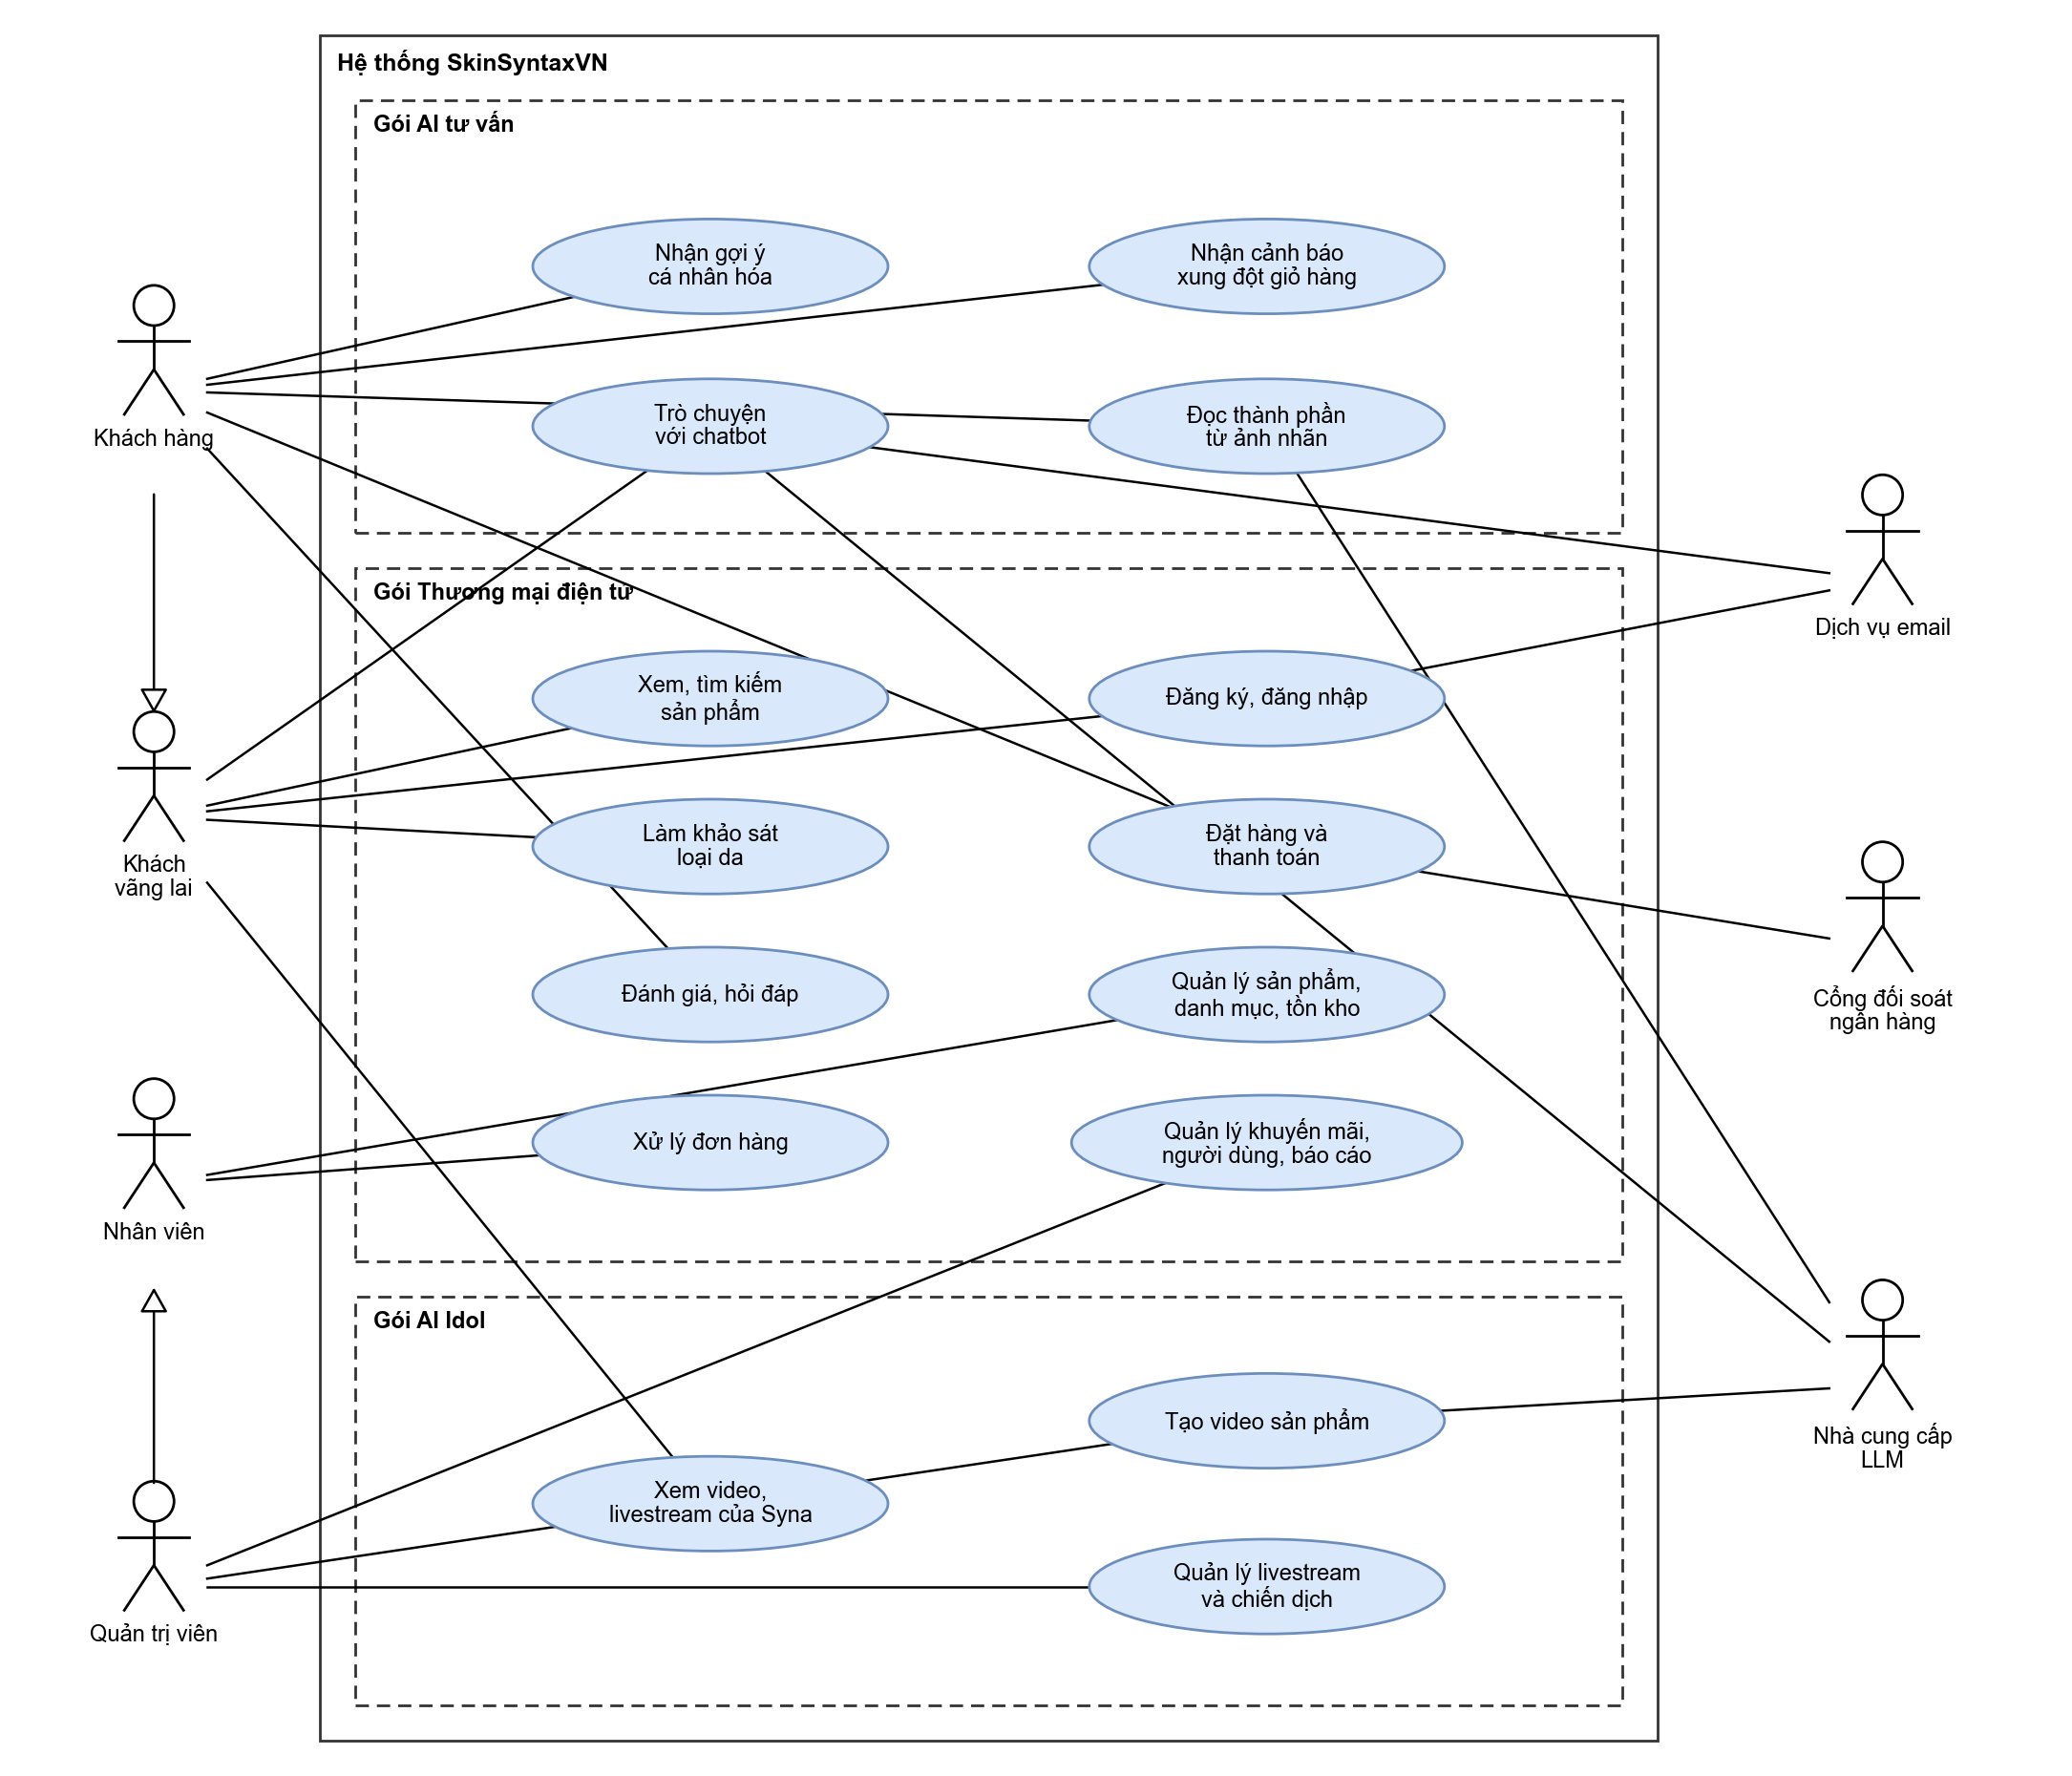 Hệ thống SkinSyntaxVN
Gói AI tư vấn
Nhận gợi ý
cá nhân hóa
Nhận cảnh báo
xung đột giỏ hàng
Trò chuyện
với chatbot
Đọc thành phần
từ ảnh nhãn
Khách hàng
Dịch vụ email
Gói Thương mại điện tử
Xem, tìm kiếm
sản phẩm
Đăng ký, đăng nhập
Làm khảo sát
loại da
Đặt hàng và
thanh toán
Khách
vãng lai
Đánh giá, hỏi đáp
Quản lý sản phẩm,
danh mục, tồn kho
Cổng đối soát
ngân hàng
Xử lý đơn hàng
Quản lý khuyến mãi,
người dùng, báo cáo
Nhân viên
Gói AI Idol
Tạo video sản phẩm
Nhà cung cấp
LLM
Xem video,
livestream của Syna
Quản lý livestream
và chiến dịch
Quản trị viên